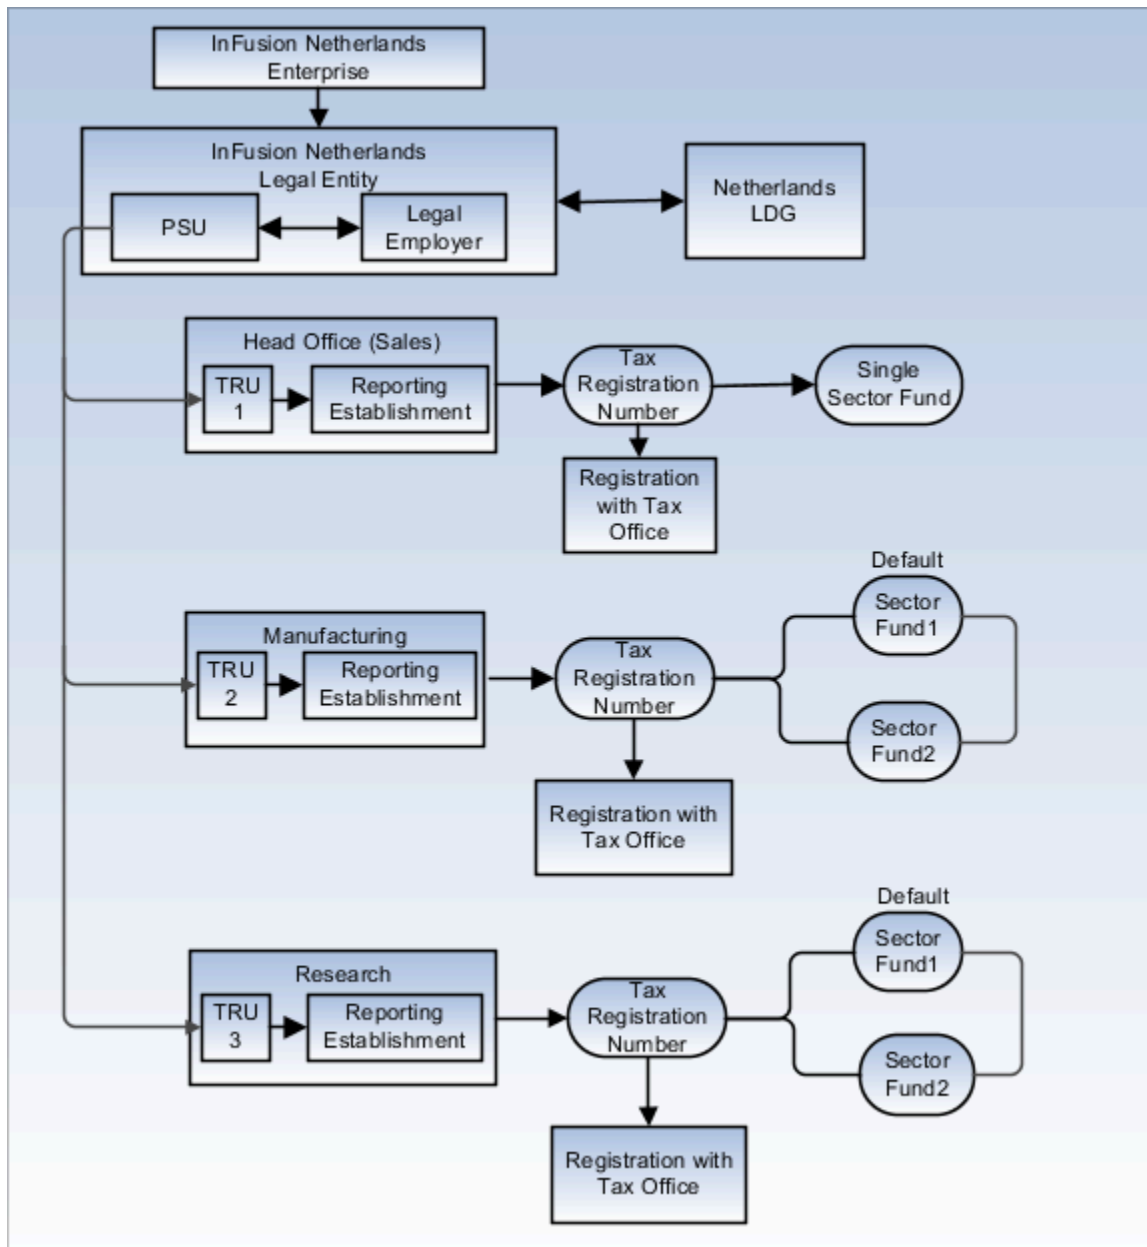 InFusion Netherlands
Enterprise
InFusion Netherlands
Legal Entity
PSU
Legal
Employer
Netherlands
LDG
Head Office (Sales)
TRU
1
Reporting
Establishment
Tax
Registration
Number
Single
Sector Fund
Registration
with Tax
Office
Manufacturing
TRU
2
Reporting
Establishment
Tax
Registration
Number
Default
Sector
Fund1
Sector
Fund2
Registration with
Tax Office
Research
TRU
3
Reporting
Establishment
Tax
Registration
Number
Default
Sector
Fund1
Sector
Fund2
Registration with
Tax Office